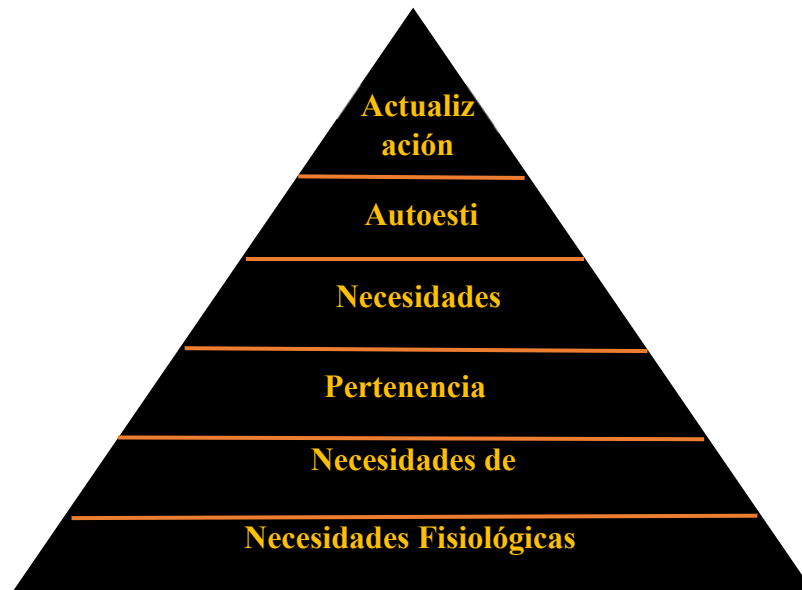 Actualiz
ación
Autoesti
Necesidades
Pertenencia
Necesidades de
Necesidades Fisiológicas